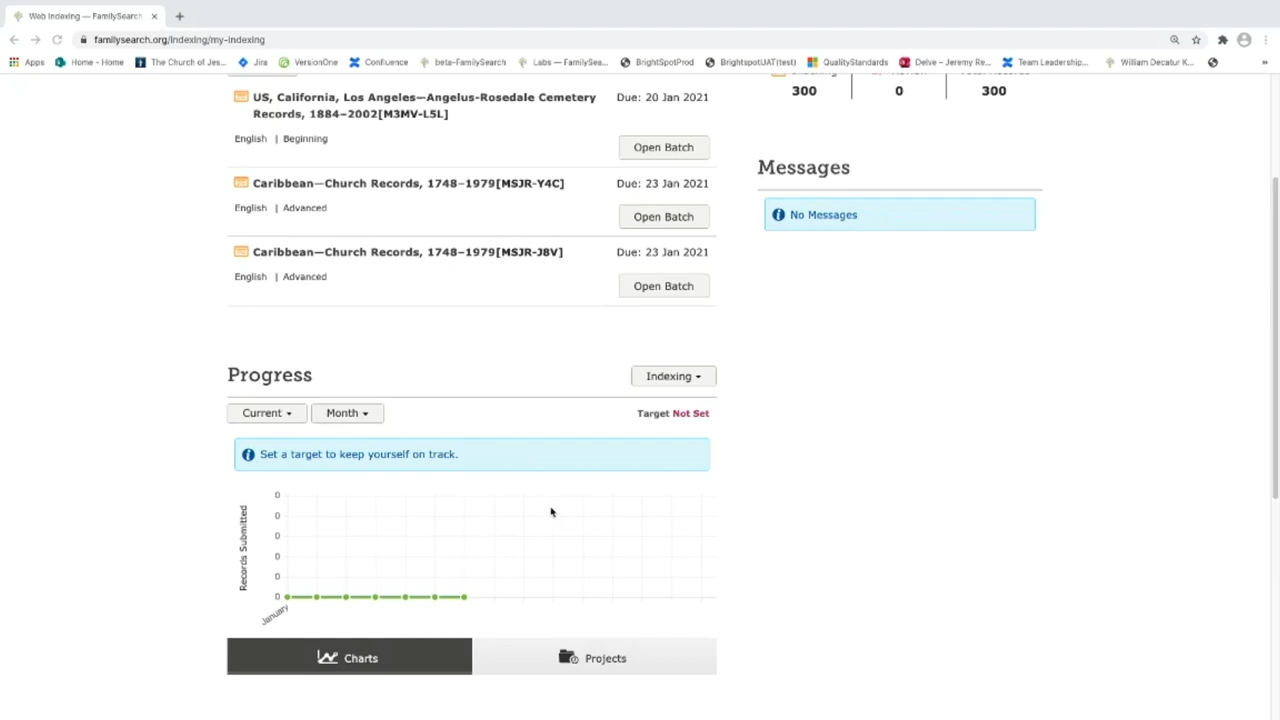 Web Indexing — FamilySearch
familysearch.org/indexing/my-indexing
Apps
Home - Home
The Church of Jes...
Jira
VersionOne
Confluence
beta-FamilySearch
Labs — FamilySea...
BrightSpotProd
BrightspotUAT(test)
QualityStandards
Delve – Jeremy Re...
Team Leadership...
William Decatur K...
»
US, California, Los Angeles—Angelus-Rosedale Cemetery
Records, 1884–2002[M3MV-L5L]
Due: 20 Jan 2021
English | Beginning
Open Batch
Caribbean—Church Records, 1748–1979[MSJR-Y4C]
Due: 23 Jan 2021
English | Advanced
Open Batch
Caribbean—Church Records, 1748–1979[MSJR-J8V]
Due: 23 Jan 2021
English | Advanced
Open Batch
300
0
300
Messages
No Messages
Progress
Indexing
Current
Month
Target Not Set
Set a target to keep yourself on track.
Records Submitted
0
0
0
0
0
0
January
Charts
Projects